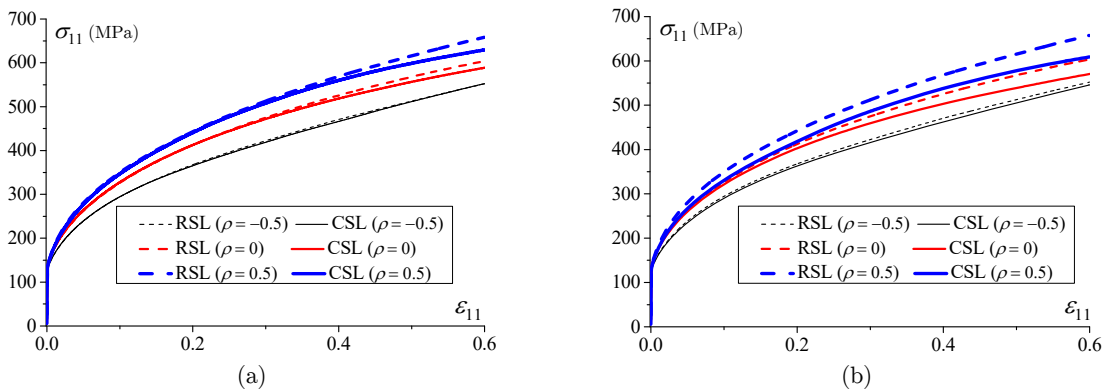 700
600
500
400
300
200
100
0
σ11 (MPa)
RSL (ρ = −0.5) CSL (ρ = −0.5)
RSL (ρ = 0) CSL (ρ = 0)
RSL (ρ = 0.5) CSL (ρ = 0.5)
ε11
0.0 0.2 0.4 0.6
(a)
700
600
500
400
300
200
100
0
σ11 (MPa)
RSL (ρ = −0.5) CSL (ρ = −0.5)
RSL (ρ = 0) CSL (ρ = 0)
RSL (ρ = 0.5) CSL (ρ = 0.5)
ε11
0.0 0.2 0.4 0.6
(b)